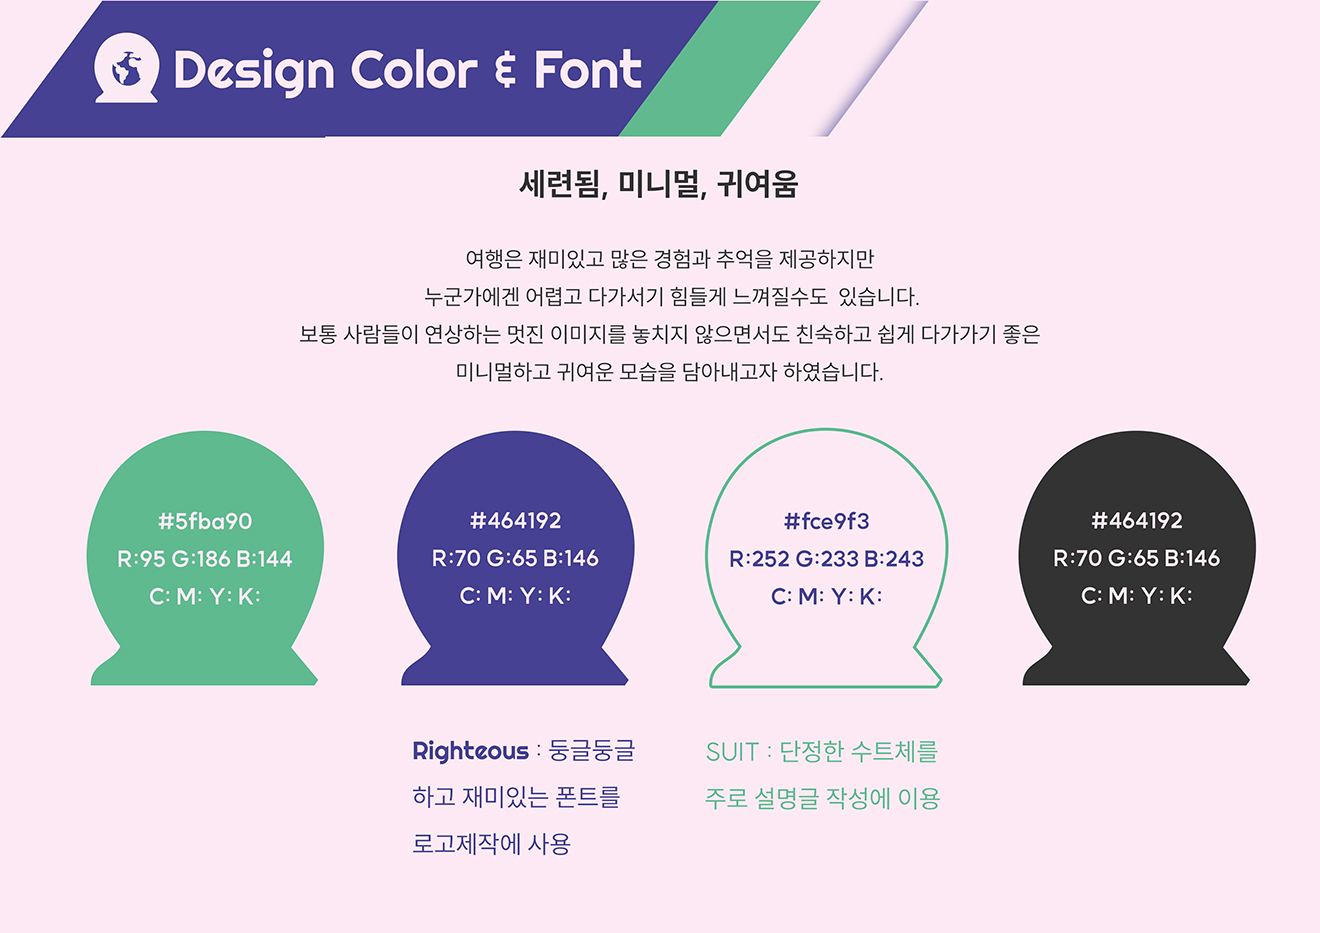 Design Color & Font
세련됨, 미니멀, 귀여움
여행은 재미있고 많은 경험과 추억을 제공하지만
누군가에겐 어렵고 다가서기 힘들게 느껴질수도 있습니다.
보통 사람들이 연상하는 멋진 이미지를 놓치지 않으면서도 친숙하고 쉽게 다가가기 좋은
미니멀하고 귀여운 모습을 담아내고자 하였습니다.
#5fba90
R:95 G:186 B:144
C: M: Y: K:
#464192
R:70 G:65 B:146
C: M: Y: K:
#fce9f3
R:252 G:233 B:243
C: M: Y: K:
#464192
R:70 G:65 B:146
C: M: Y: K:
Righteous : 둥글둥글
하고 재미있는 폰트를
로고제작에 사용
SUIT : 단정한 수트체를
주로 설명글 작성에 이용